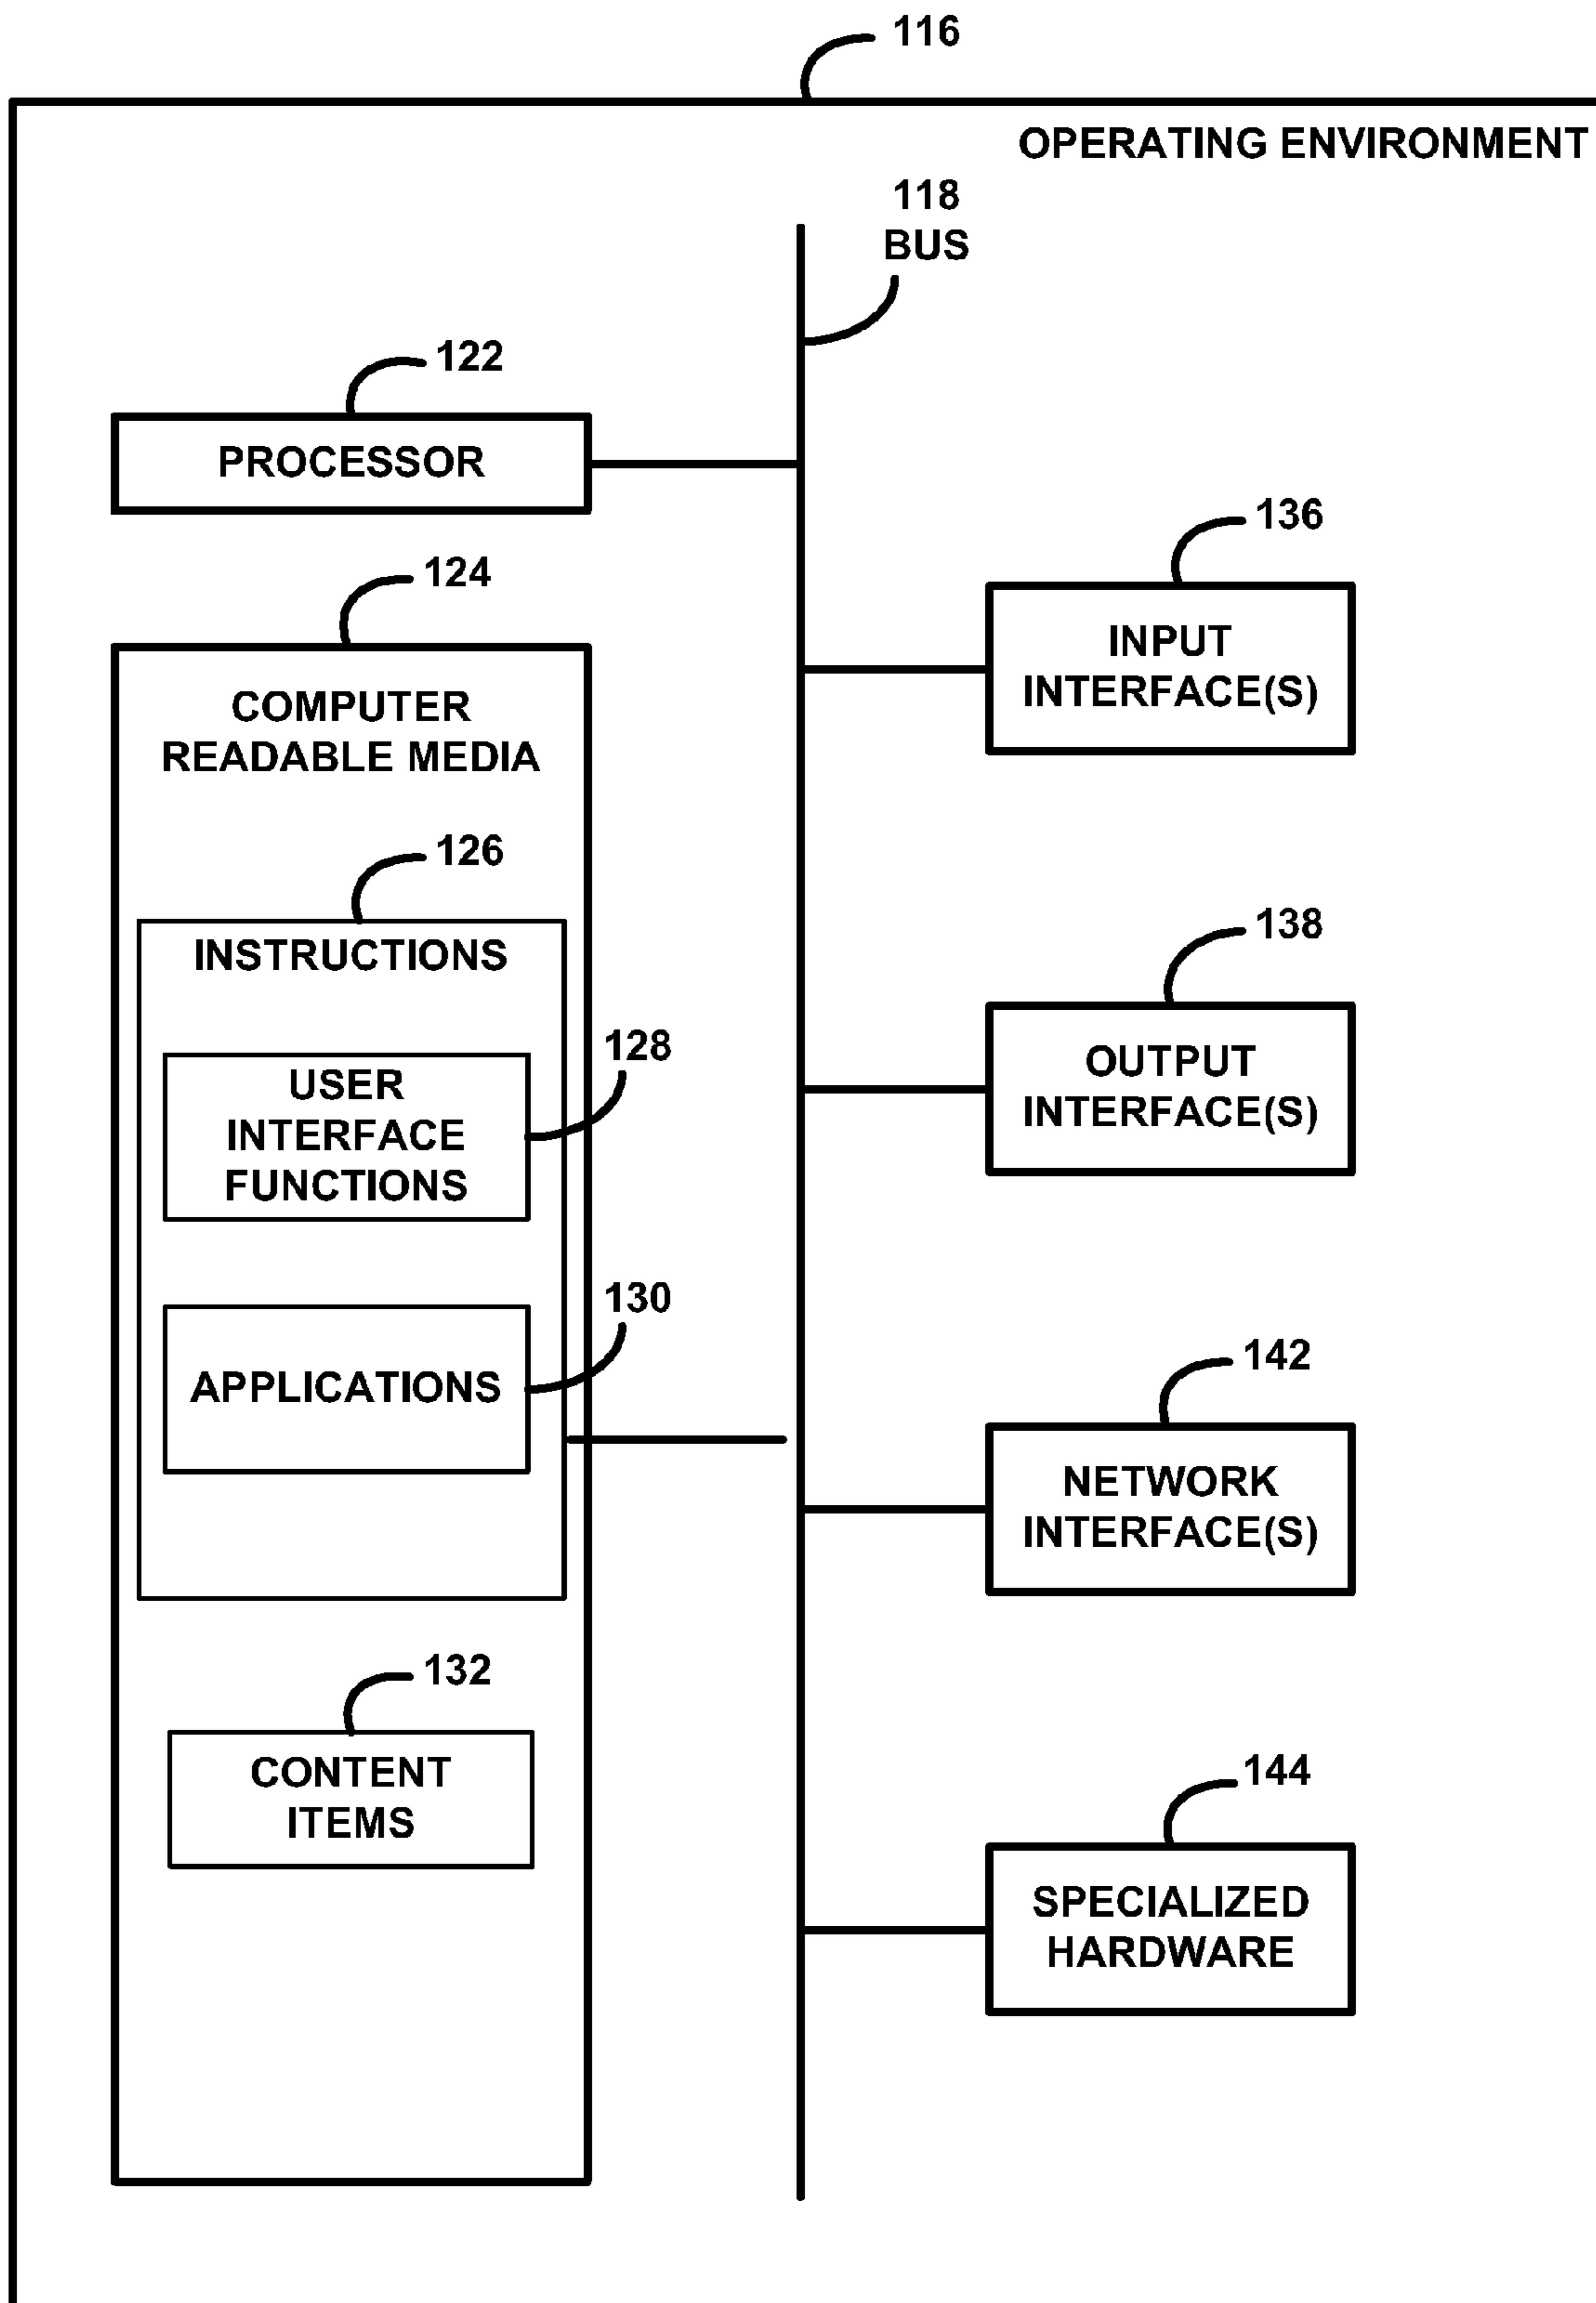 116
OPERATING ENVIRONMENT
118
BUS
122
PROCESSOR
124
COMPUTER
READABLE MEDIA
126
INSTRUCTIONS
128
USER
INTERFACE
FUNCTIONS
130
APPLICATIONS
132
CONTENT
ITEMS
136
INPUT
INTERFACE(S)
138
OUTPUT
INTERFACE(S)
142
NETWORK
INTERFACE(S)
144
SPECIALIZED
HARDWARE